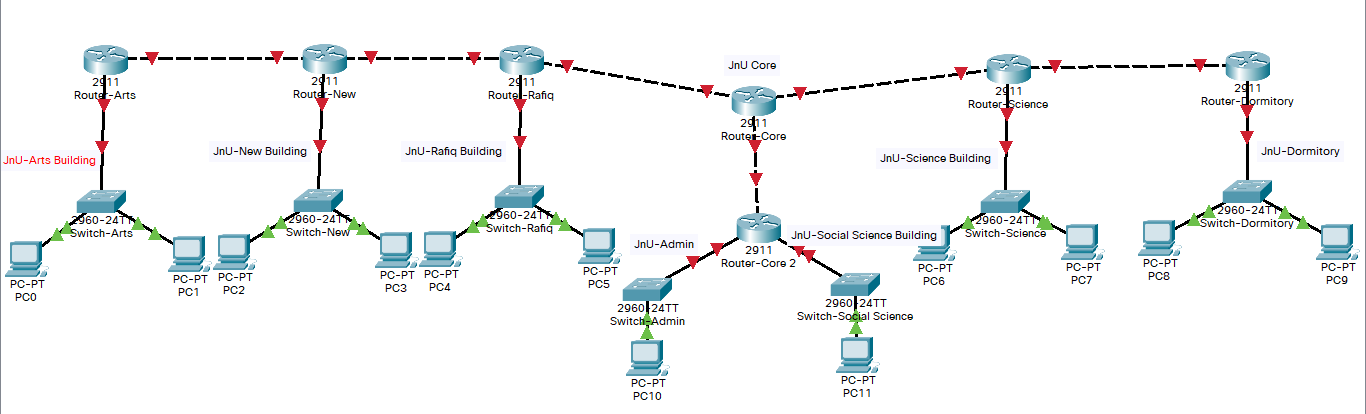 2911
Router-Arts
2911
Router-New
2911
Router-Rafiq
JnU Core
2911
Router-Core
2911
Router-Science
2911
Router-Dormitory
JnU-Arts Building
JnU-New Building
JnU-Rafiq Building
JnU-Science Building
JnU-Dormitory
2960-24TT
Switch-Arts
2960-24TT
Switch-New
2960-24TT
Switch-Rafiq
2960-24TT
Switch-Science
2960-24TT
Switch-Dormitory
JnU-Admin
JnU-Social Science Building
2911
Router-Core 2
PC-PT
PC0
PC-PT
PC1
PC-PT
PC2
PC-PT
PC3
PC-PT
PC4
PC-PT
PC5
PC-PT
PC6
PC-PT
PC7
PC-PT
PC8
PC-PT
PC9
2960-24TT
Switch-Admin
2960-24TT
Switch-Social Science
PC-PT
PC10
PC-PT
PC11